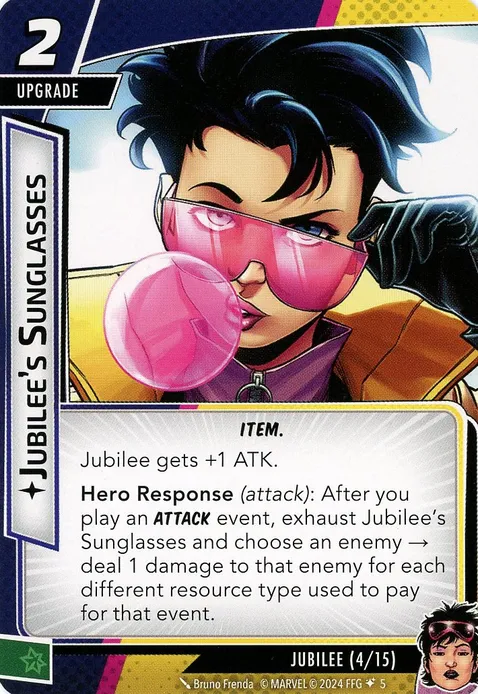 2
UPGRADE
JUBILEE'S SUNGLASSES
ITEM.
Jubilee gets +1 ATK.
Hero Response (attack): After you
play an ATTACK event, exhaust Jubilee's
Sunglasses and choose an enemy →
deal 1 damage to that enemy for each
different resource type used to pay
for that event.
JUBILEE (4/15)
Bruno Frenda © MARVEL © 2024 FFG 5